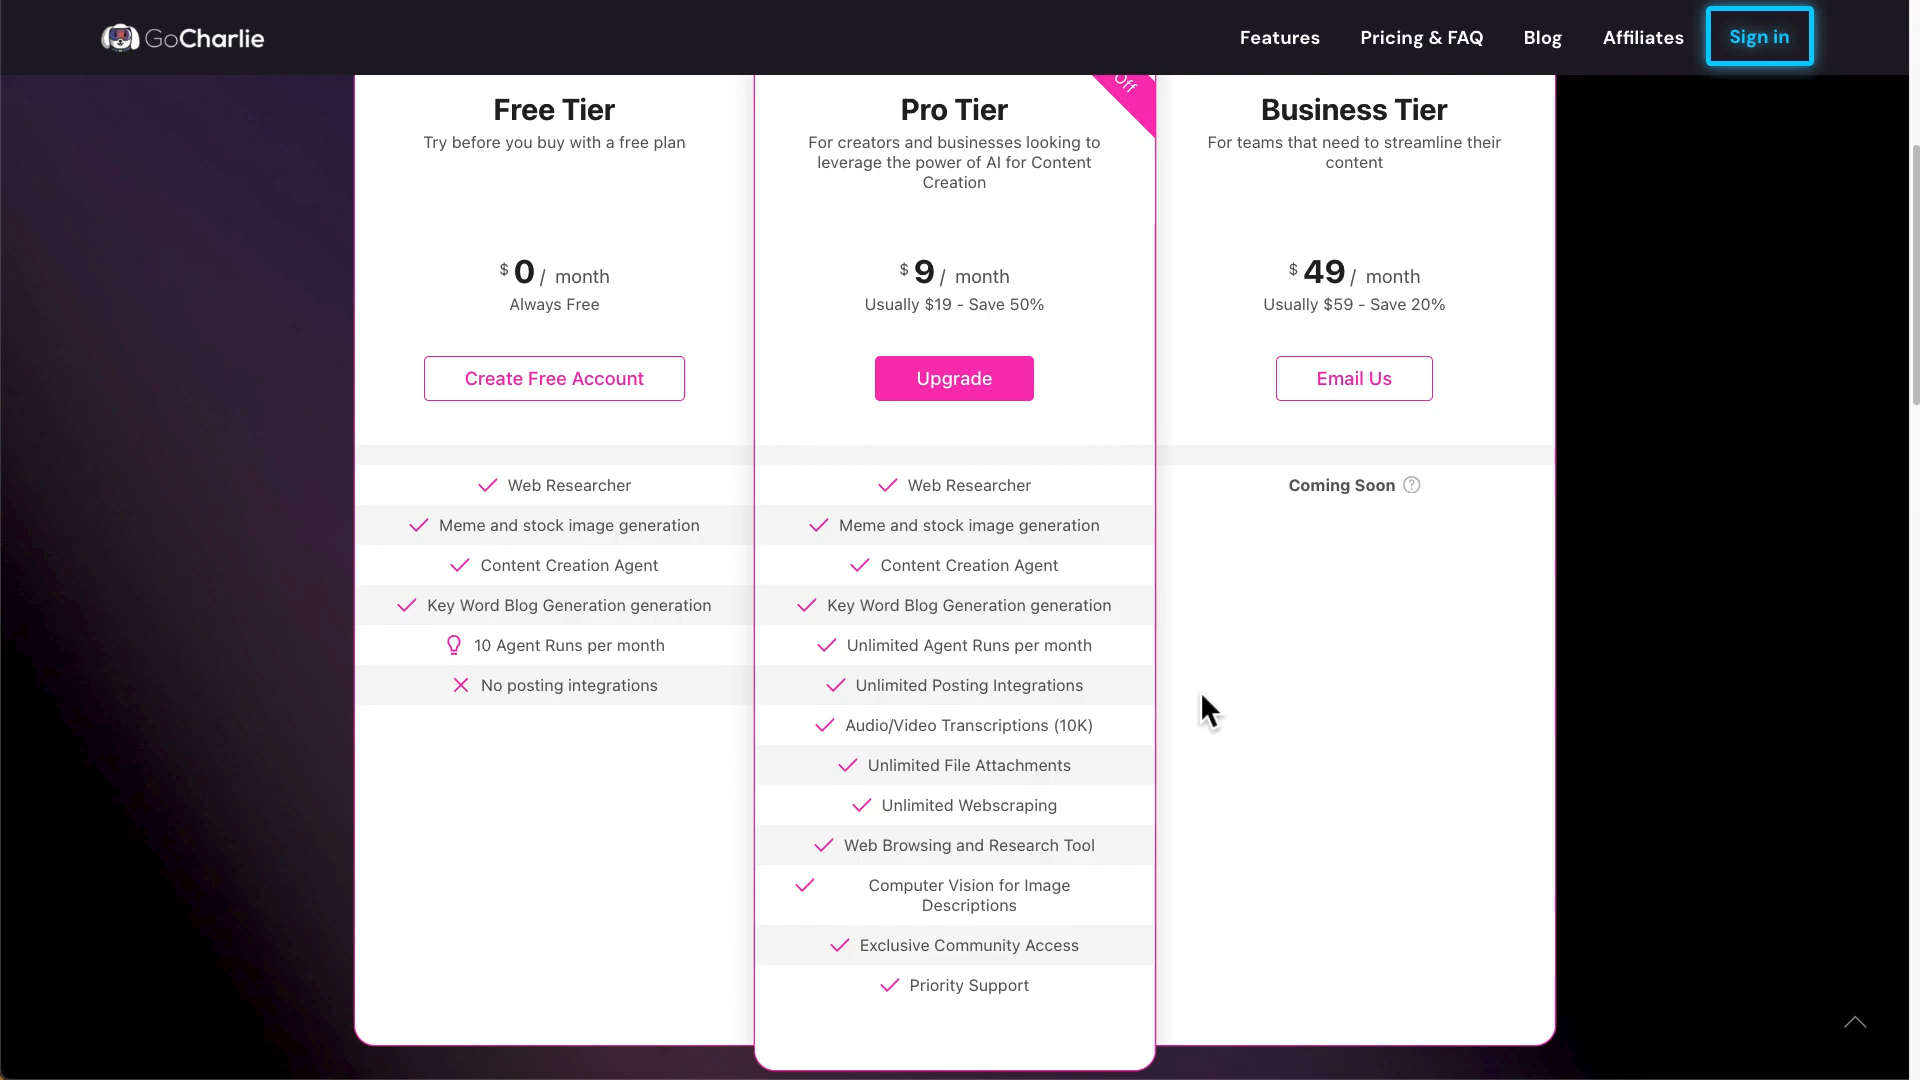 GoCharlie
Features
Pricing & FAQ
Blog
Affiliates
Sign in
Off
Free Tier
Try before you buy with a free plan
$ 0 / month
Always Free
Create Free Account
Web Researcher
Meme and stock image generation
Content Creation Agent
Key Word Blog Generation generation
10 Agent Runs per month
No posting integrations
Pro Tier
For creators and businesses looking to
leverage the power of AI for Content
Creation
$ 9 / month
Usually $19 - Save 50%
Upgrade
Web Researcher
Meme and stock image generation
Content Creation Agent
Key Word Blog Generation generation
Unlimited Agent Runs per month
Unlimited Posting Integrations
Audio/Video Transcriptions (10K)
Unlimited File Attachments
Unlimited Webscraping
Web Browsing and Research Tool
Computer Vision for Image
Descriptions
Exclusive Community Access
Priority Support
Business Tier
For teams that need to streamline their
content
$ 49 / month
Usually $59 - Save 20%
Email Us
Coming Soon ?